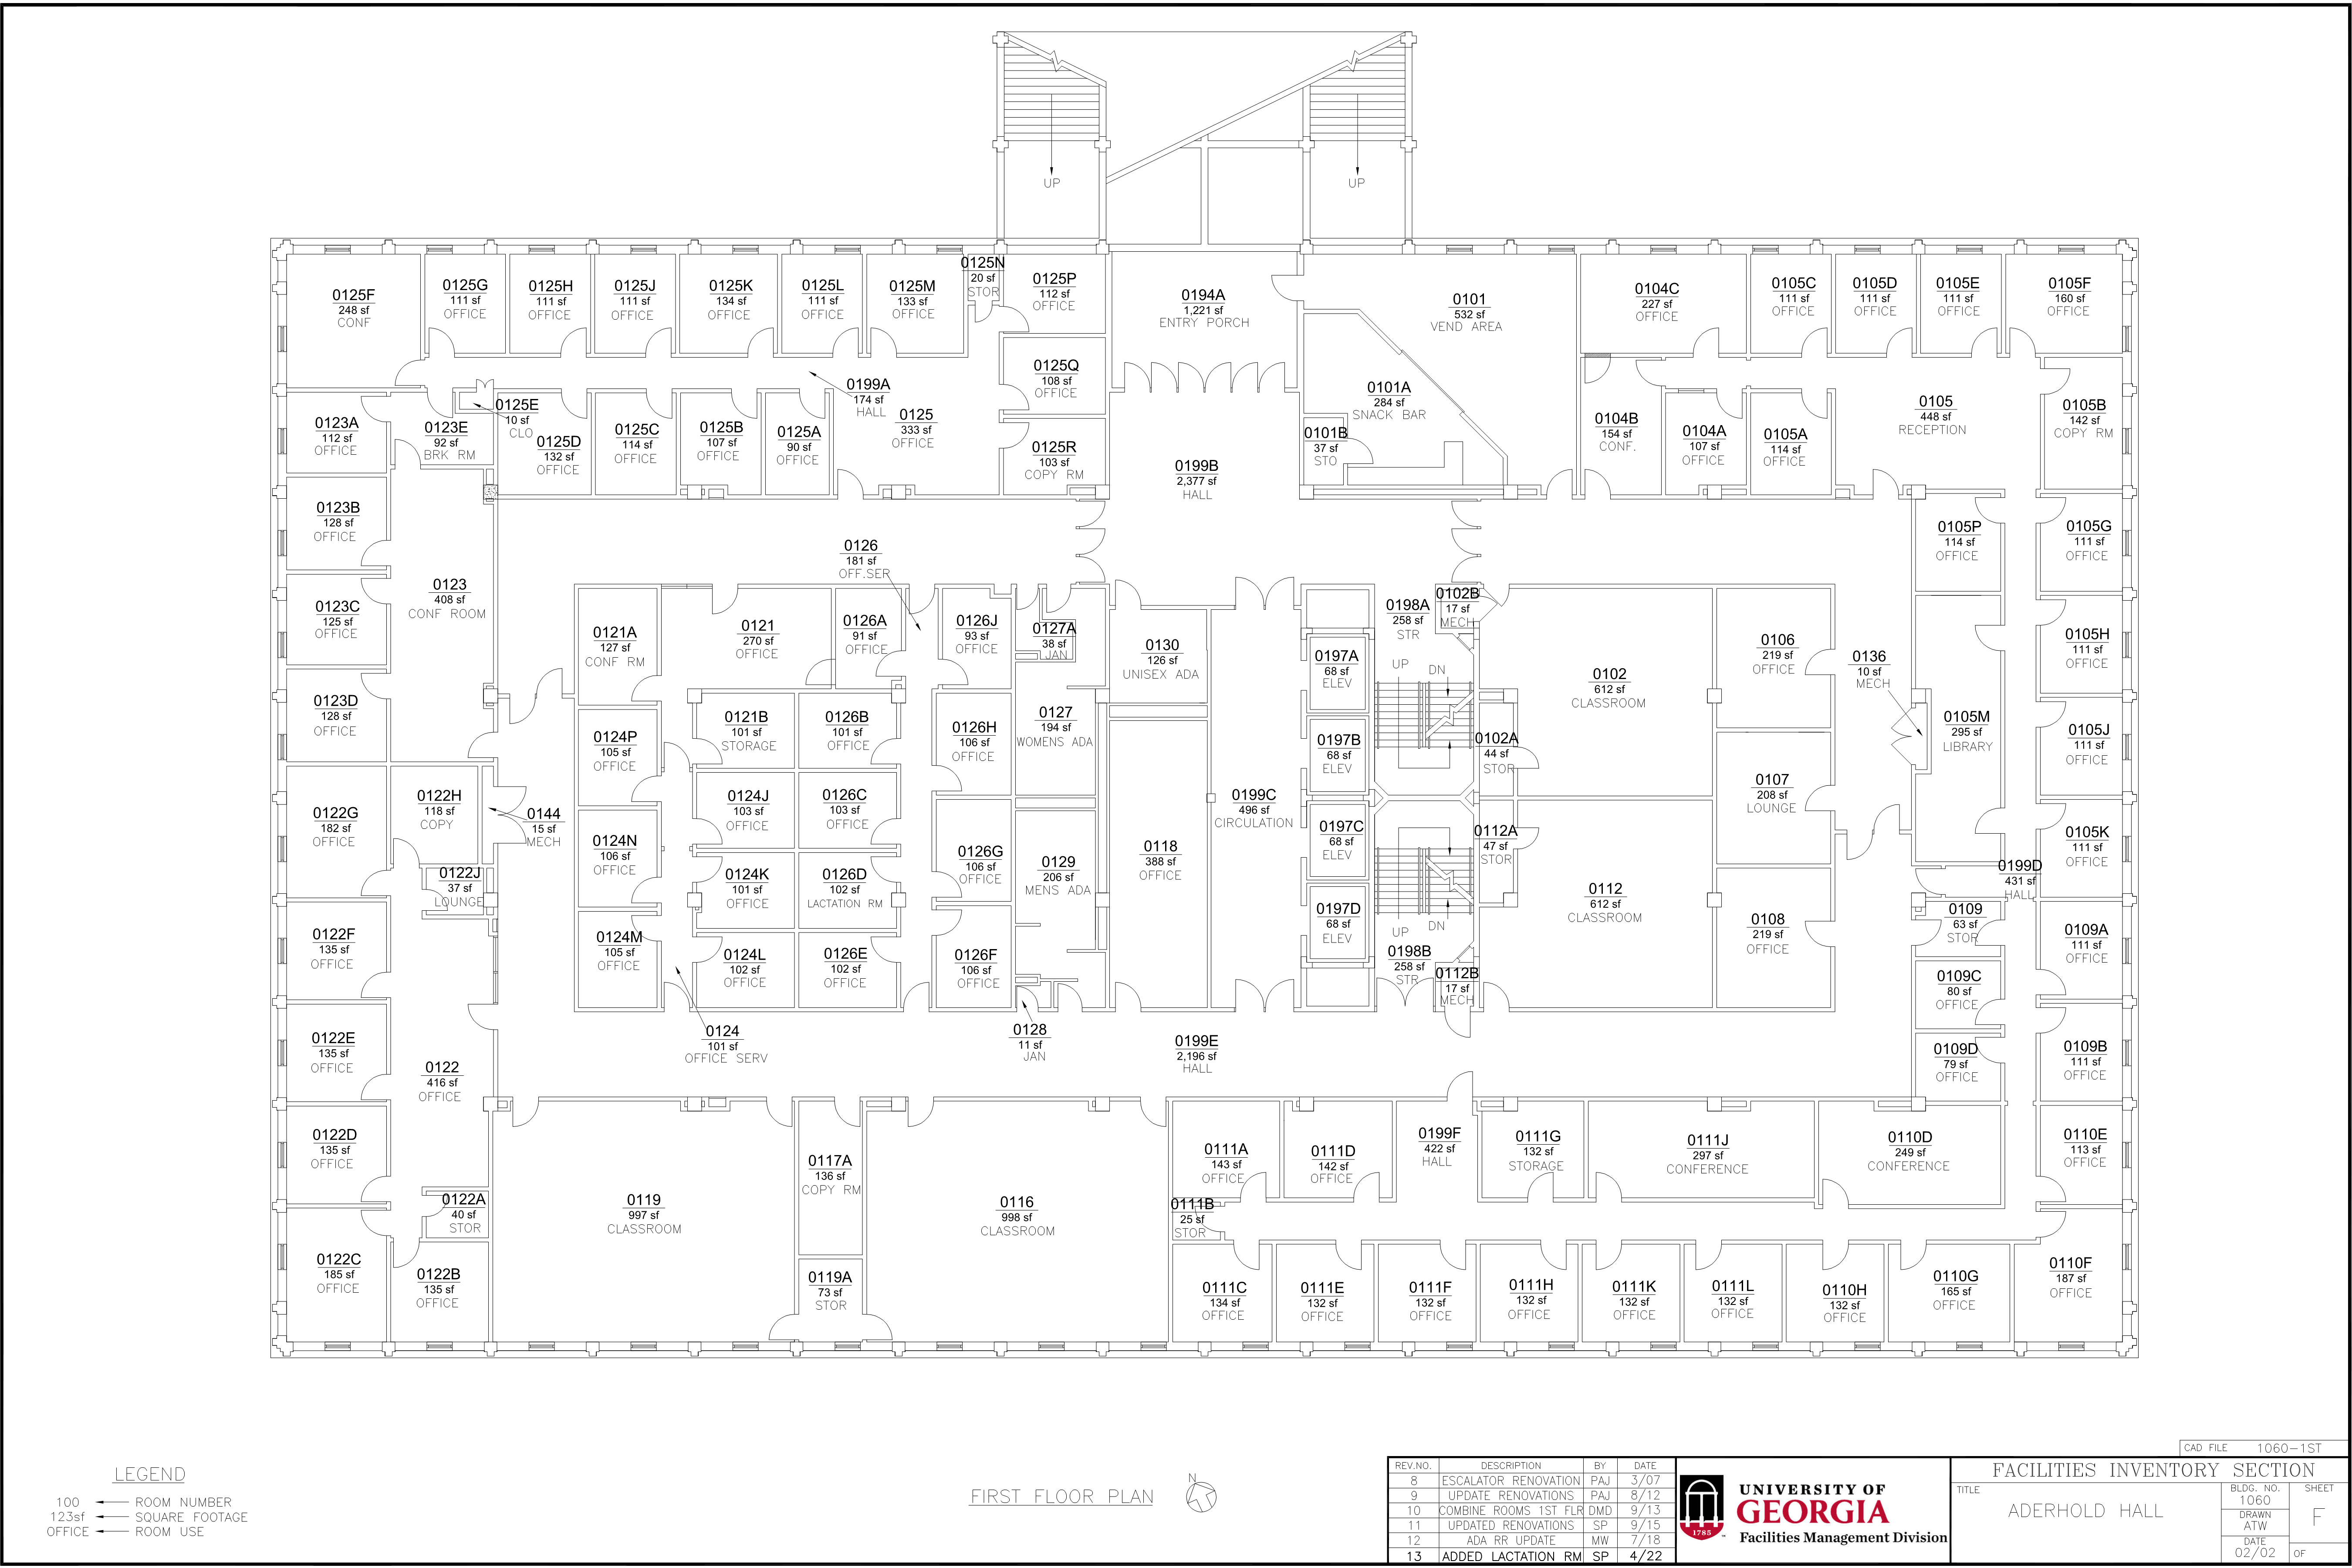 UP
UP
0125F
248 sf
CONF
0125G
111 sf
OFFICE
0125H
111 sf
OFFICE
0125J
111 sf
OFFICE
0125K
134 sf
OFFICE
0125L
111 sf
OFFICE
0125M
133 sf
OFFICE
0125N
20 sf
STOR
0125P
112 sf
OFFICE
0194A
1,221 sf
ENTRY PORCH
0101
532 sf
VEND AREA
0104C
227 sf
OFFICE
0105C
111 sf
OFFICE
0105D
111 sf
OFFICE
0105E
111 sf
OFFICE
0105F
160 sf
OFFICE
0125Q
108 sf
OFFICE
0199A
174 sf
HALL
0101A
284 sf
SNACK BAR
0123A
112 sf
OFFICE
0123E
92 sf
BRK RM
0125E
10 sf
CLO
0125D
132 sf
OFFICE
0125C
114 sf
OFFICE
0125B
107 sf
OFFICE
0125A
90 sf
OFFICE
0125
333 sf
OFFICE
0125R
103 sf
COPY RM
0199B
2,377 sf
HALL
0101B
37 sf
STO
0104B
154 sf
CONF.
0104A
107 sf
OFFICE
0105A
114 sf
OFFICE
0105
448 sf
RECEPTION
0105B
142 sf
COPY RM
0123B
128 sf
OFFICE
0126
181 sf
OFF.SER
0105P
114 sf
OFFICE
0105G
111 sf
OFFICE
0123C
125 sf
OFFICE
0123
408 sf
CONF ROOM
0121A
127 sf
CONF RM
0121
270 sf
OFFICE
0126A
91 sf
OFFICE
0126J
93 sf
OFFICE
0127A
38 sf
JAN
0130
126 sf
UNISEX ADA
0197A
68 sf
ELEV
0198A
258 sf
STR
UP
DN
0102B
17 sf
MECH
0102
612 sf
CLASSROOM
0106
219 sf
OFFICE
0136
10 sf
MECH
0105H
111 sf
OFFICE
0123D
128 sf
OFFICE
0124P
105 sf
OFFICE
0121B
101 sf
STORAGE
0126B
101 sf
OFFICE
0126H
106 sf
OFFICE
0127
194 sf
WOMENS ADA
0197B
68 sf
ELEV
0102A
44 sf
STOR
0107
208 sf
LOUNGE
0105M
295 sf
LIBRARY
0105J
111 sf
OFFICE
0122G
182 sf
OFFICE
0122H
118 sf
COPY
0144
15 sf
MECH
0124N
106 sf
OFFICE
0124J
103 sf
OFFICE
0126C
103 sf
OFFICE
0126G
106 sf
OFFICE
0129
206 sf
MENS ADA
0118
388 sf
OFFICE
0199C
496 sf
CIRCULATION
0197C
68 sf
ELEV
0112A
47 sf
STOR
0112
612 sf
CLASSROOM
0105K
111 sf
OFFICE
0199D
431 sf
HALL
0122J
37 sf
LOUNGE
0124K
101 sf
OFFICE
0126D
102 sf
LACTATION RM
0197D
68 sf
ELEV
UP
DN
0108
219 sf
OFFICE
0109
63 sf
STOR
0109A
111 sf
OFFICE
0122F
135 sf
OFFICE
0124M
105 sf
OFFICE
0124L
102 sf
OFFICE
0126E
102 sf
OFFICE
0126F
106 sf
OFFICE
0198B
258 sf
STR
0112B
17 sf
MECH
0109C
80 sf
OFFICE
0122E
135 sf
OFFICE
0122
416 sf
OFFICE
0124
101 sf
OFFICE SERV
0128
11 sf
JAN
0199E
2,196 sf
HALL
0109D
79 sf
OFFICE
0109B
111 sf
OFFICE
0122D
135 sf
OFFICE
0117A
136 sf
COPY RM
0111A
143 sf
OFFICE
0111D
142 sf
OFFICE
0199F
422 sf
HALL
0111G
132 sf
STORAGE
0111J
297 sf
CONFERENCE
0110D
249 sf
CONFERENCE
0110E
113 sf
OFFICE
0122A
40 sf
STOR
0119
997 sf
CLASSROOM
0116
998 sf
CLASSROOM
0111B
25 sf
STOR
0122C
185 sf
OFFICE
0122B
135 sf
OFFICE
0119A
73 sf
STOR
0111C
134 sf
OFFICE
0111E
132 sf
OFFICE
0111F
132 sf
OFFICE
0111H
132 sf
OFFICE
0111K
132 sf
OFFICE
0111L
132 sf
OFFICE
0110H
132 sf
OFFICE
0110G
165 sf
OFFICE
0110F
187 sf
OFFICE
LEGEND
100 ROOM NUMBER
123sf SQUARE FOOTAGE
OFFICE ROOM USE
FIRST FLOOR PLAN
N
REV.NO. DESCRIPTION BY DATE
8 ESCALATOR RENOVATION PAJ 3/07
9 UPDATE RENOVATIONS PAJ 8/12
10 COMBINE ROOMS 1ST FLR DMD 9/13
11 UPDATED RENOVATIONS SP 9/15
12 ADA RR UPDATE MW 7/18
13 ADDED LACTATION RM SP 4/22
1785
UNIVERSITY OF
GEORGIA
Facilities Management Division
CAD FILE 1060-1ST
FACILITIES INVENTORY SECTION
TITLE
ADERHOLD HALL
BLDG. NO.
1060
DRAWN
ATW
DATE
02/02
SHEET
F
OF